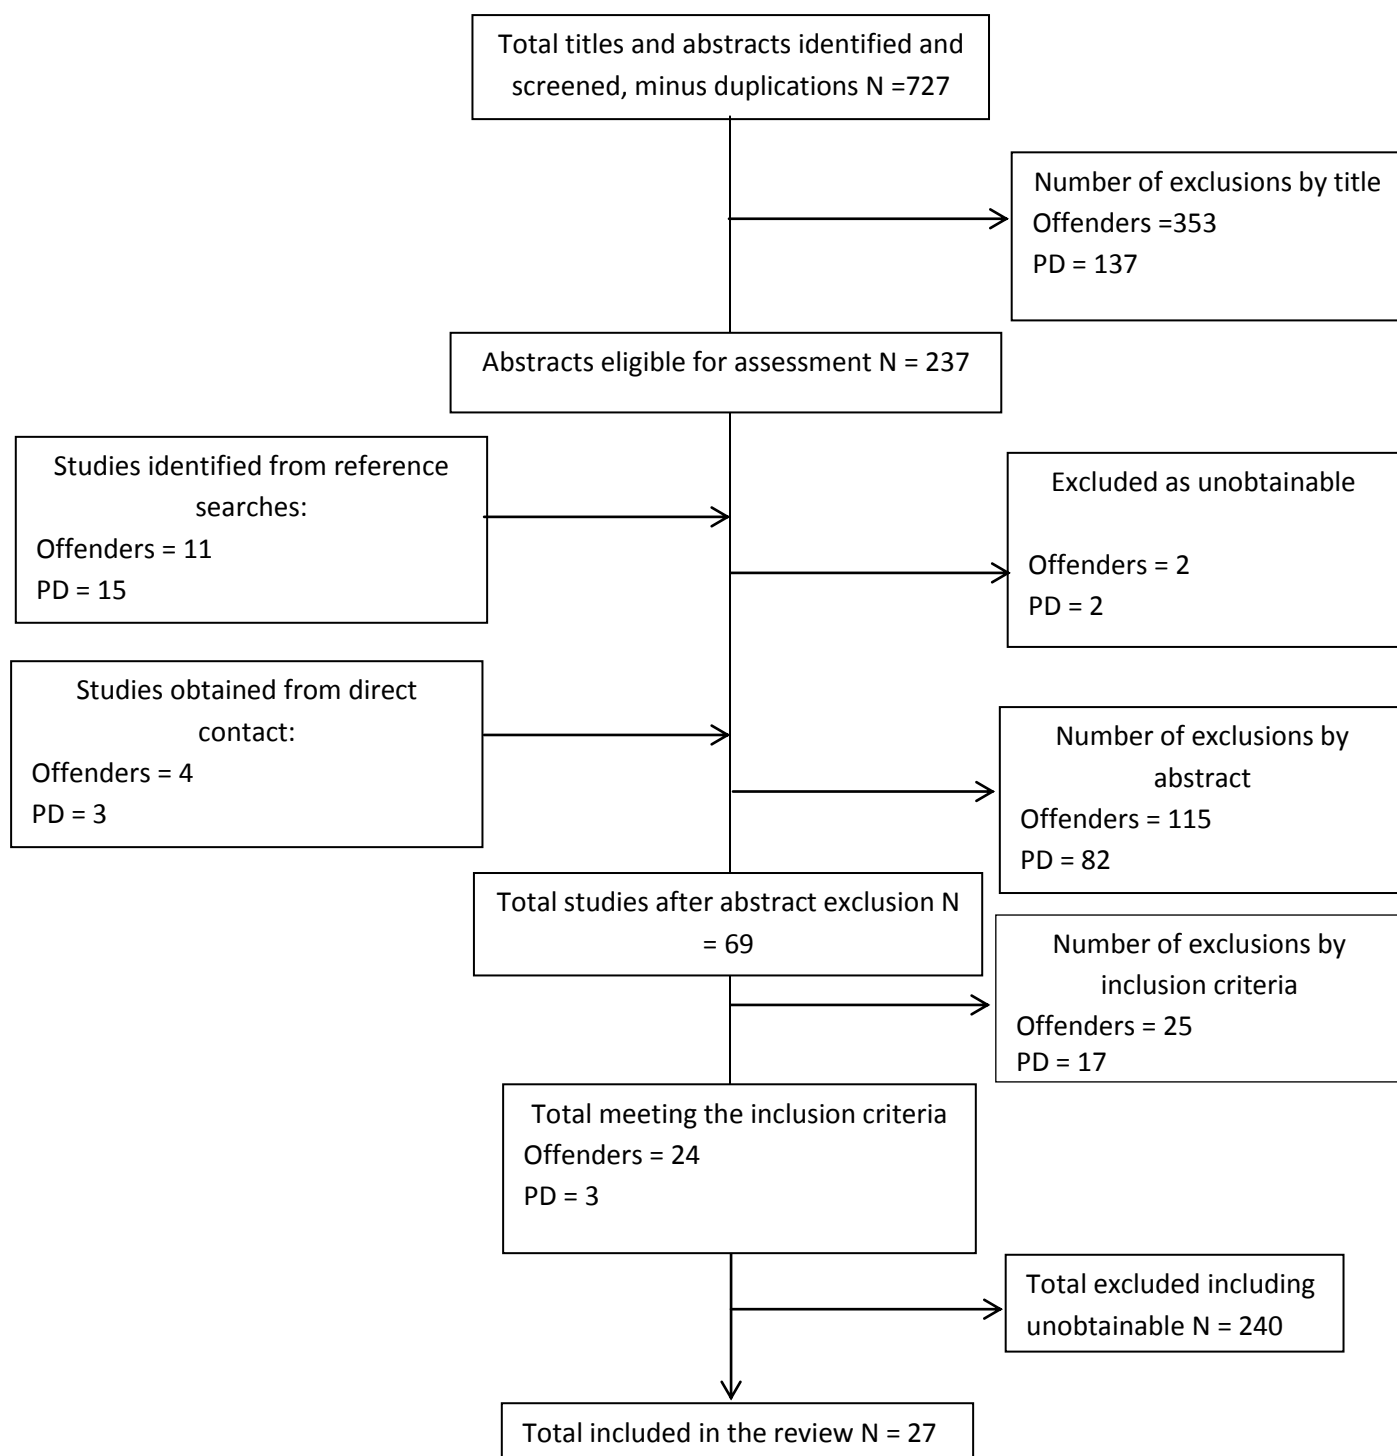 Total titles and abstracts identified and
screened, minus duplications N =727
Number of exclusions by title
Offenders =353
PD = 137
Abstracts eligible for assessment N = 237
Studies identified from reference
searches:
Offenders = 11
PD = 15
Excluded as unobtainable
Offenders = 2
PD = 2
Studies obtained from direct
contact:
Offenders = 4
PD = 3
Number of exclusions by
abstract
Offenders = 115
PD = 82
Total studies after abstract exclusion N
= 69
Number of exclusions by
inclusion criteria
Offenders = 25
PD = 17
Total meeting the inclusion criteria
Offenders = 24
PD = 3
Total excluded including
unobtainable N = 240
Total included in the review N = 27